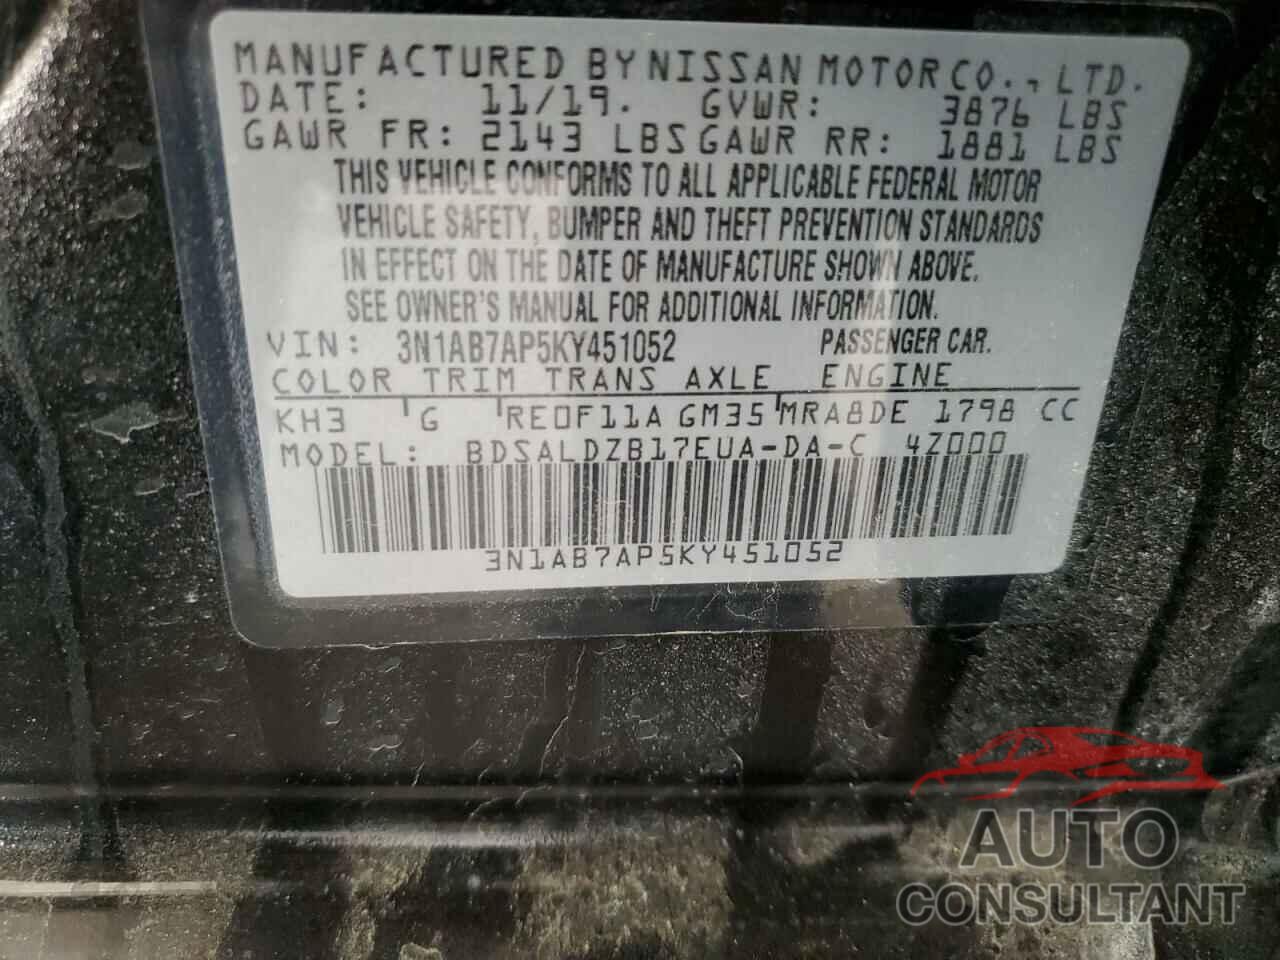 MANUFACTURED BY NISSAN MOTOR CO., LTD.
DATE: 11/19. GVWR: 3876 LBS
GAWR FR: 2143 LBS GAWR RR: 1881 LBS
THIS VEHICLE CONFORMS TO ALL APPLICABLE FEDERAL MOTOR
VEHICLE SAFETY, BUMPER AND THEFT PREVENTION STANDARDS
IN EFFECT ON THE DATE OF MANUFACTURE SHOWN ABOVE.
SEE OWNER'S MANUAL FOR ADDITIONAL INFORMATION.
VIN: 3N1AB7AP5KY451052 PASSENGER CAR.
COLOR TRIM TRANS AXLE ENGINE
KH3 G RE0F11A GM35 MRA8DE 1798 CC
MODEL: BDSALDZB17EUA-DA-C 4Z000
3N1AB7AP5KY451052
AUTO
CONSULTANT